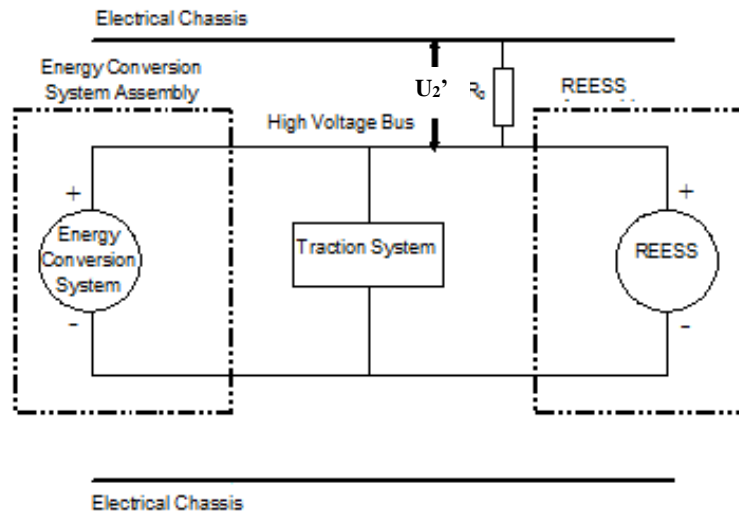 Electrical Chassis
Energy Conversion
System Assembly
U₂'
R₀
REESS
High Voltage Bus
+
+
Energy
Conversion
System
Traction System
REESS
-
-
Electrical Chassis